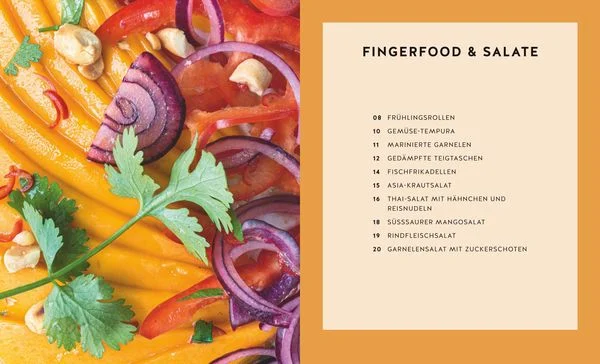 FINGERFOOD & SALATE
08 FRÜHLINGSROLLEN
10 GEMÜSE-TEMPURA
11 MARINIERTE GARNELEN
12 GEDÄMPFTE TEIGTASCHEN
14 FISCHFRIKADELLEN
15 ASIA-KRAUTSALAT
16 THAI-SALAT MIT HÄHNCHEN UND
REISNUDELN
18 SÜSSSAURER MANGOSALAT
19 RINDFLEISCHSALAT
20 GARNELENSALAT MIT ZUCKERSCHOTEN